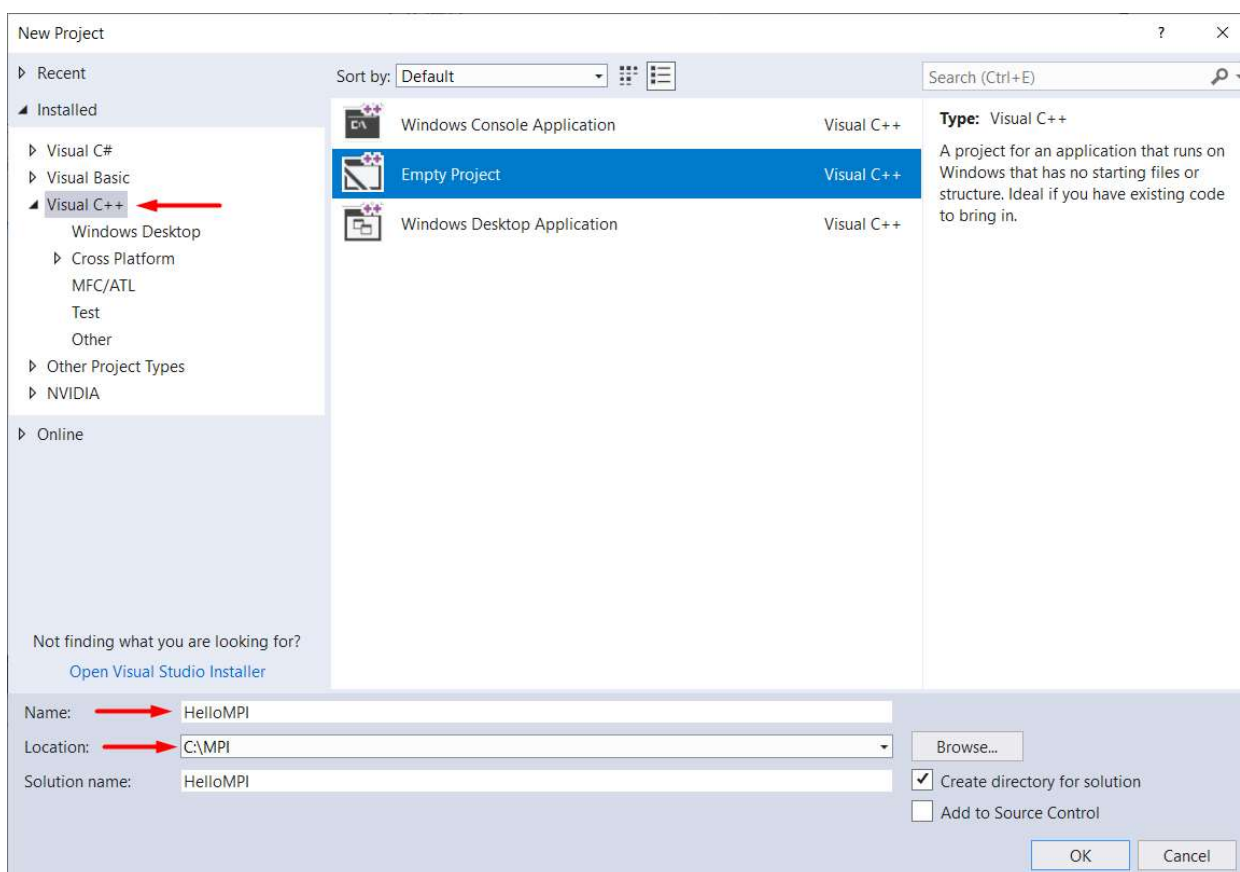 New Project
?
Recent
Installed
Visual C#
Visual Basic
Visual C++
Windows Desktop
Cross Platform
MFC/ATL
Test
Other
Other Project Types
NVIDIA
Online
Not finding what you are looking for?
Open Visual Studio Installer
Sort by: Default
Windows Console Application Visual C++
Empty Project Visual C++
Windows Desktop Application Visual C++
Search (Ctrl+E)
Type: Visual C++
A project for an application that runs on
Windows that has no starting files or
structure. Ideal if you have existing code
to bring in.
Name: HelloMPI
Location: C:\MPI
Browse...
Solution name: HelloMPI
Create directory for solution
Add to Source Control
OK Cancel